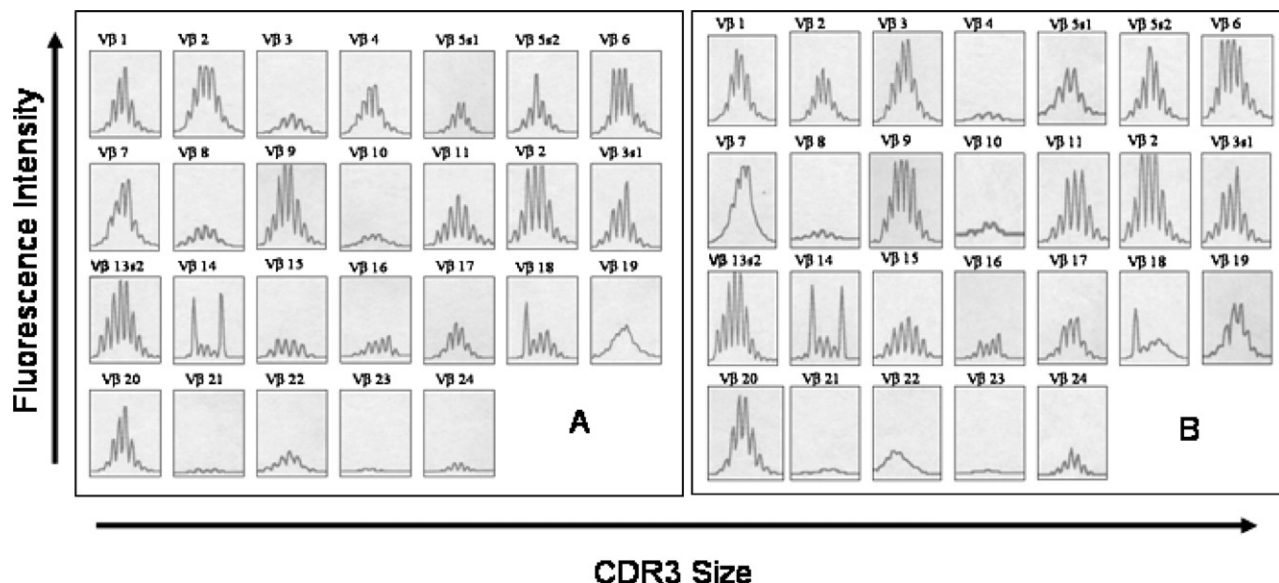 Fluorescence Intensity
Vβ 1 Vβ 2 Vβ 3 Vβ 4 Vβ 5s1 Vβ 5s2 Vβ 6
Vβ 7 Vβ 8 Vβ 9 Vβ 10 Vβ 11 Vβ 2 Vβ 3s1
Vβ 13s2 Vβ 14 Vβ 15 Vβ 16 Vβ 17 Vβ 18 Vβ 19
Vβ 20 Vβ 21 Vβ 22 Vβ 23 Vβ 24
A
Vβ 1 Vβ 2 Vβ 3 Vβ 4 Vβ 5s1 Vβ 5s2 Vβ 6
Vβ 7 Vβ 8 Vβ 9 Vβ 10 Vβ 11 Vβ 2 Vβ 3s1
Vβ 13s2 Vβ 14 Vβ 15 Vβ 16 Vβ 17 Vβ 18 Vβ 19
Vβ 20 Vβ 21 Vβ 22 Vβ 23 Vβ 24
B
CDR3 Size